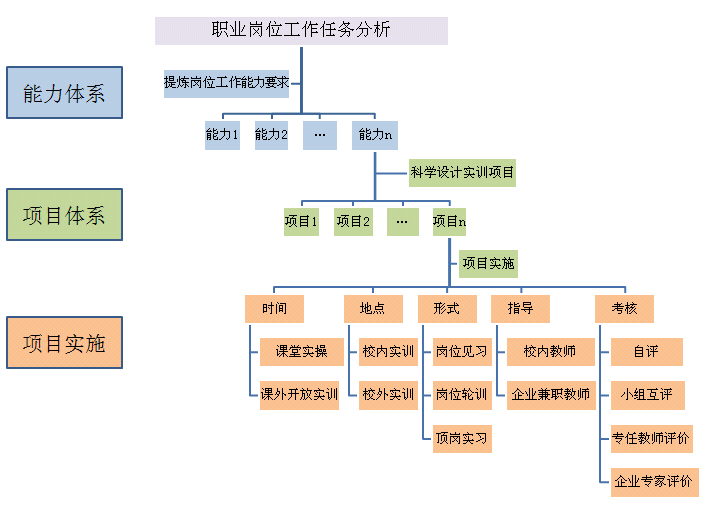 职业岗位工作任务分析
能力体系
提炼岗位工作能力要求
能力1
能力2
…
能力n
科学设计实训项目
项目体系
项目1
项目2
…
项目n
项目实施
项目实施
时间
地点
形式
指导
考核
课堂实操
校内实训
岗位见习
校内教师
自评
课外开放实训
校外实训
岗位轮训
企业兼职教师
小组互评
顶岗实习
专任教师评价
企业专家评价